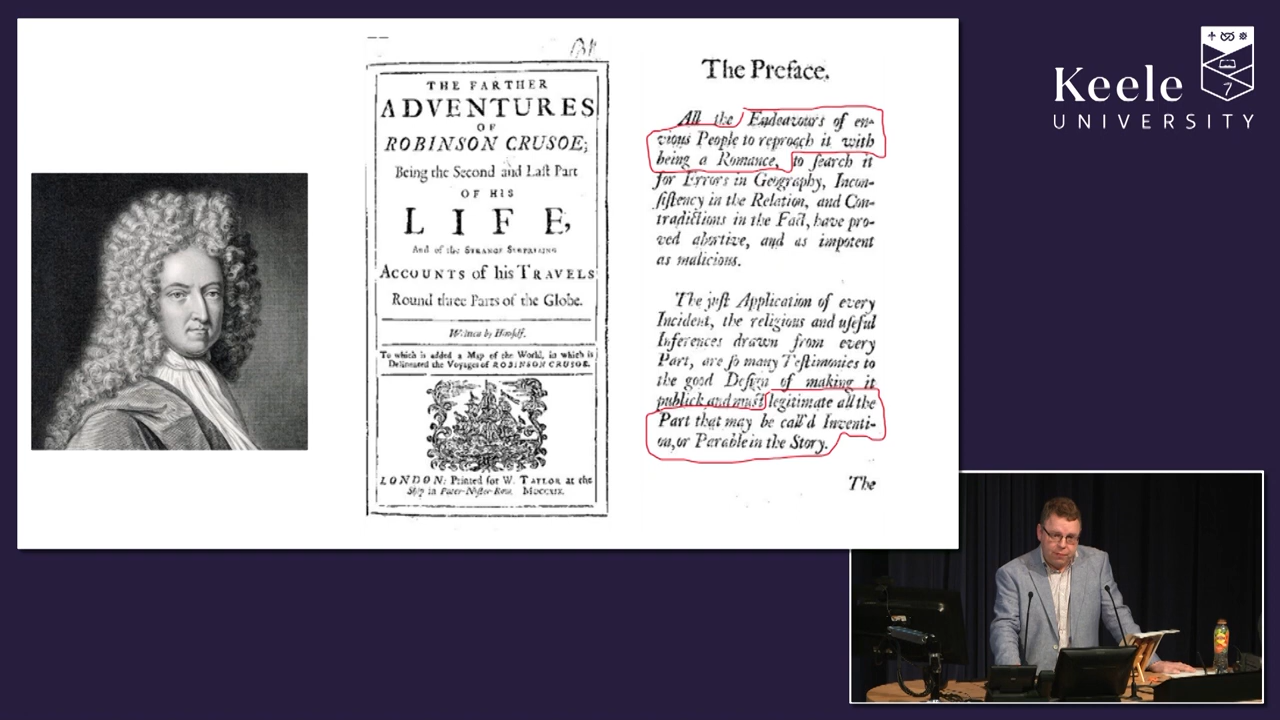 THE FARTHER
ADVENTURES
OF
ROBINSON CRUSOE;
Being the Second and Laſt Part
OF HIS
LIFE,
And of the STRANGE SURPRISING
ACCOUNTS of his TRAVELS
Round three Parts of the Globe.
Written by Himſelf.
To which is added a Map of the World, in which is
Delineated the Voyages of ROBINSON CRUSOE.
LONDON: Printed for W. TAYLOR at the
Ship in Pater-Noſter-Row. MDCCXIX.
The Preface.
All the Endeavours of en-
vious People to reproach it with
being a Romance, to ſearch it
for Errors in Geography, Incon-
ſiſtency in the Relation, and Con-
tradictions in the Fact, have pro-
ved abortive, and as impotent
as malicious.
The juſt Application of every
Incident, the religious and uſeful
Inferences drawn from every
Part, are ſo many Teſtimonies to
the good Deſign of making it
publick and muſt legitimate all the
Part that may be call'd Inventi-
on, or Parable in the Story.
The
Keele
UNIVERSITY